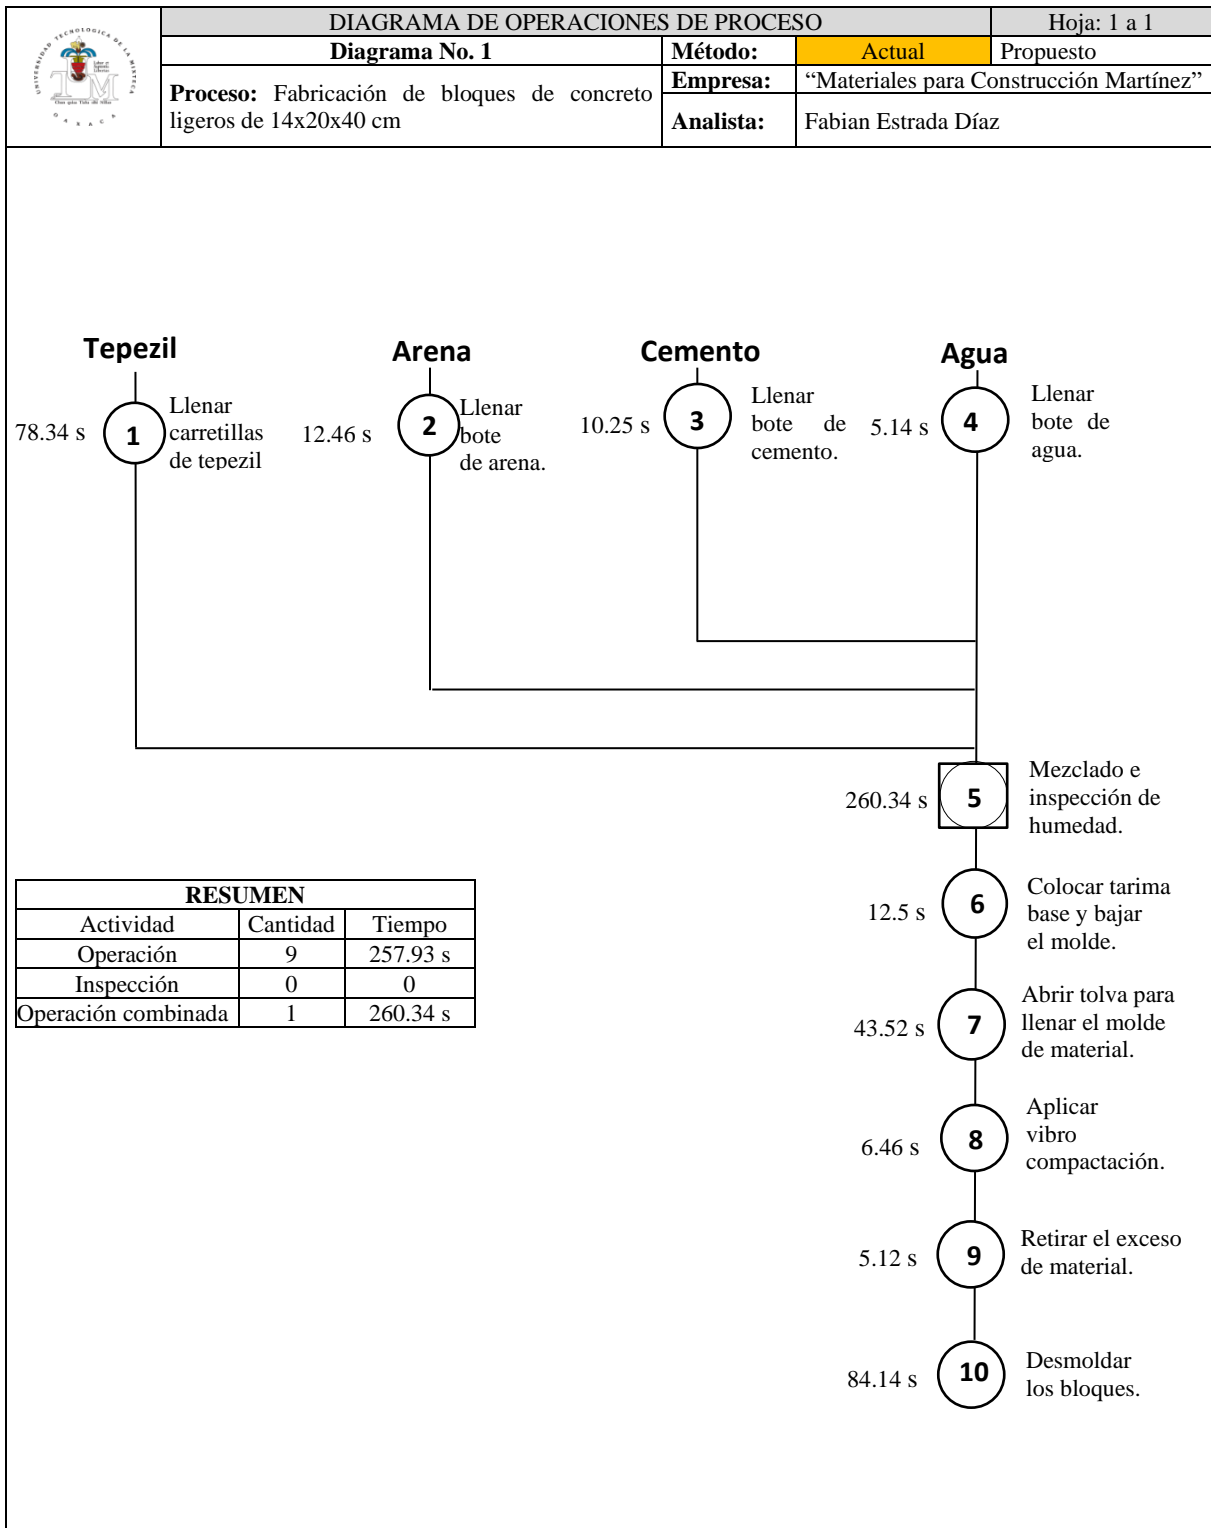 DIAGRAMA DE OPERACIONES DE PROCESO
Hoja: 1 a 1
Diagrama No. 1
Método:
Actual
Propuesto
Proceso: Fabricación de bloques de concreto
ligeros de 14x20x40 cm
Empresa:
“Materiales para Construcción Martínez”
Analista:
Fabian Estrada Díaz
UNIVERSIDAD TECNOLOGICA DE LA MIXTECA
OAXACA
Tepezil
Arena
Cemento
Agua
78.34 s
1
Llenar
carretillas
de tepezil
12.46 s
2
Llenar
bote
de arena.
10.25 s
3
Llenar
bote de
cemento.
5.14 s
4
Llenar
bote de
agua.
260.34 s
5
Mezclado e
inspección de
humedad.
12.5 s
6
Colocar tarima
base y bajar
el molde.
43.52 s
7
Abrir tolva para
llenar el molde
de material.
6.46 s
8
Aplicar
vibro
compactación.
5.12 s
9
Retirar el exceso
de material.
84.14 s
10
Desmoldar
los bloques.
RESUMEN
Actividad Cantidad Tiempo
Operación 9 257.93 s
Inspección 0 0
Operación combinada 1 260.34 s